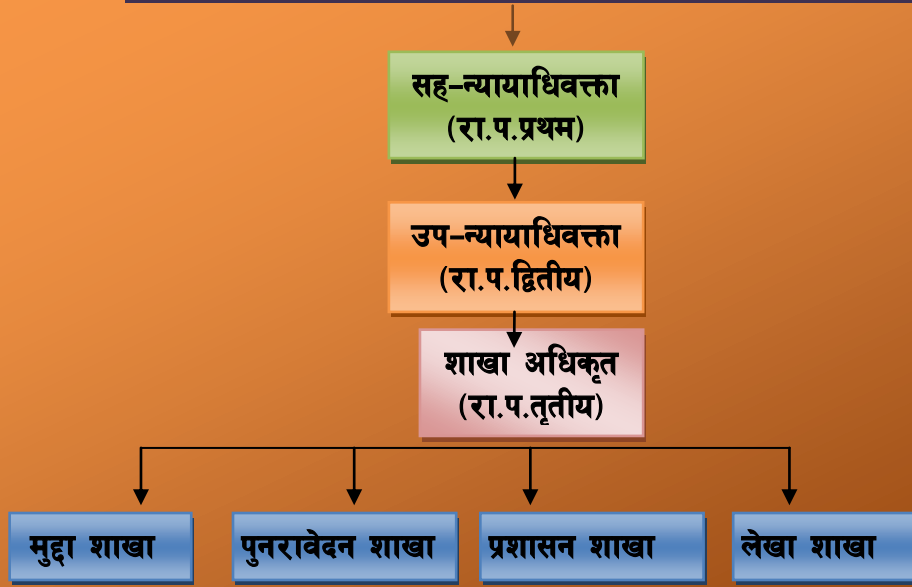 सह–न्यायाधिवक्ता
(रा.प.प्रथम)
उप–न्यायाधिवक्ता
(रा.प.द्वितीय)
शाखा अधिकृत
(रा.प.तृतीय)
मुद्दा शाखा
पुनरावेदन शाखा
प्रशासन शाखा
लेखा शाखा